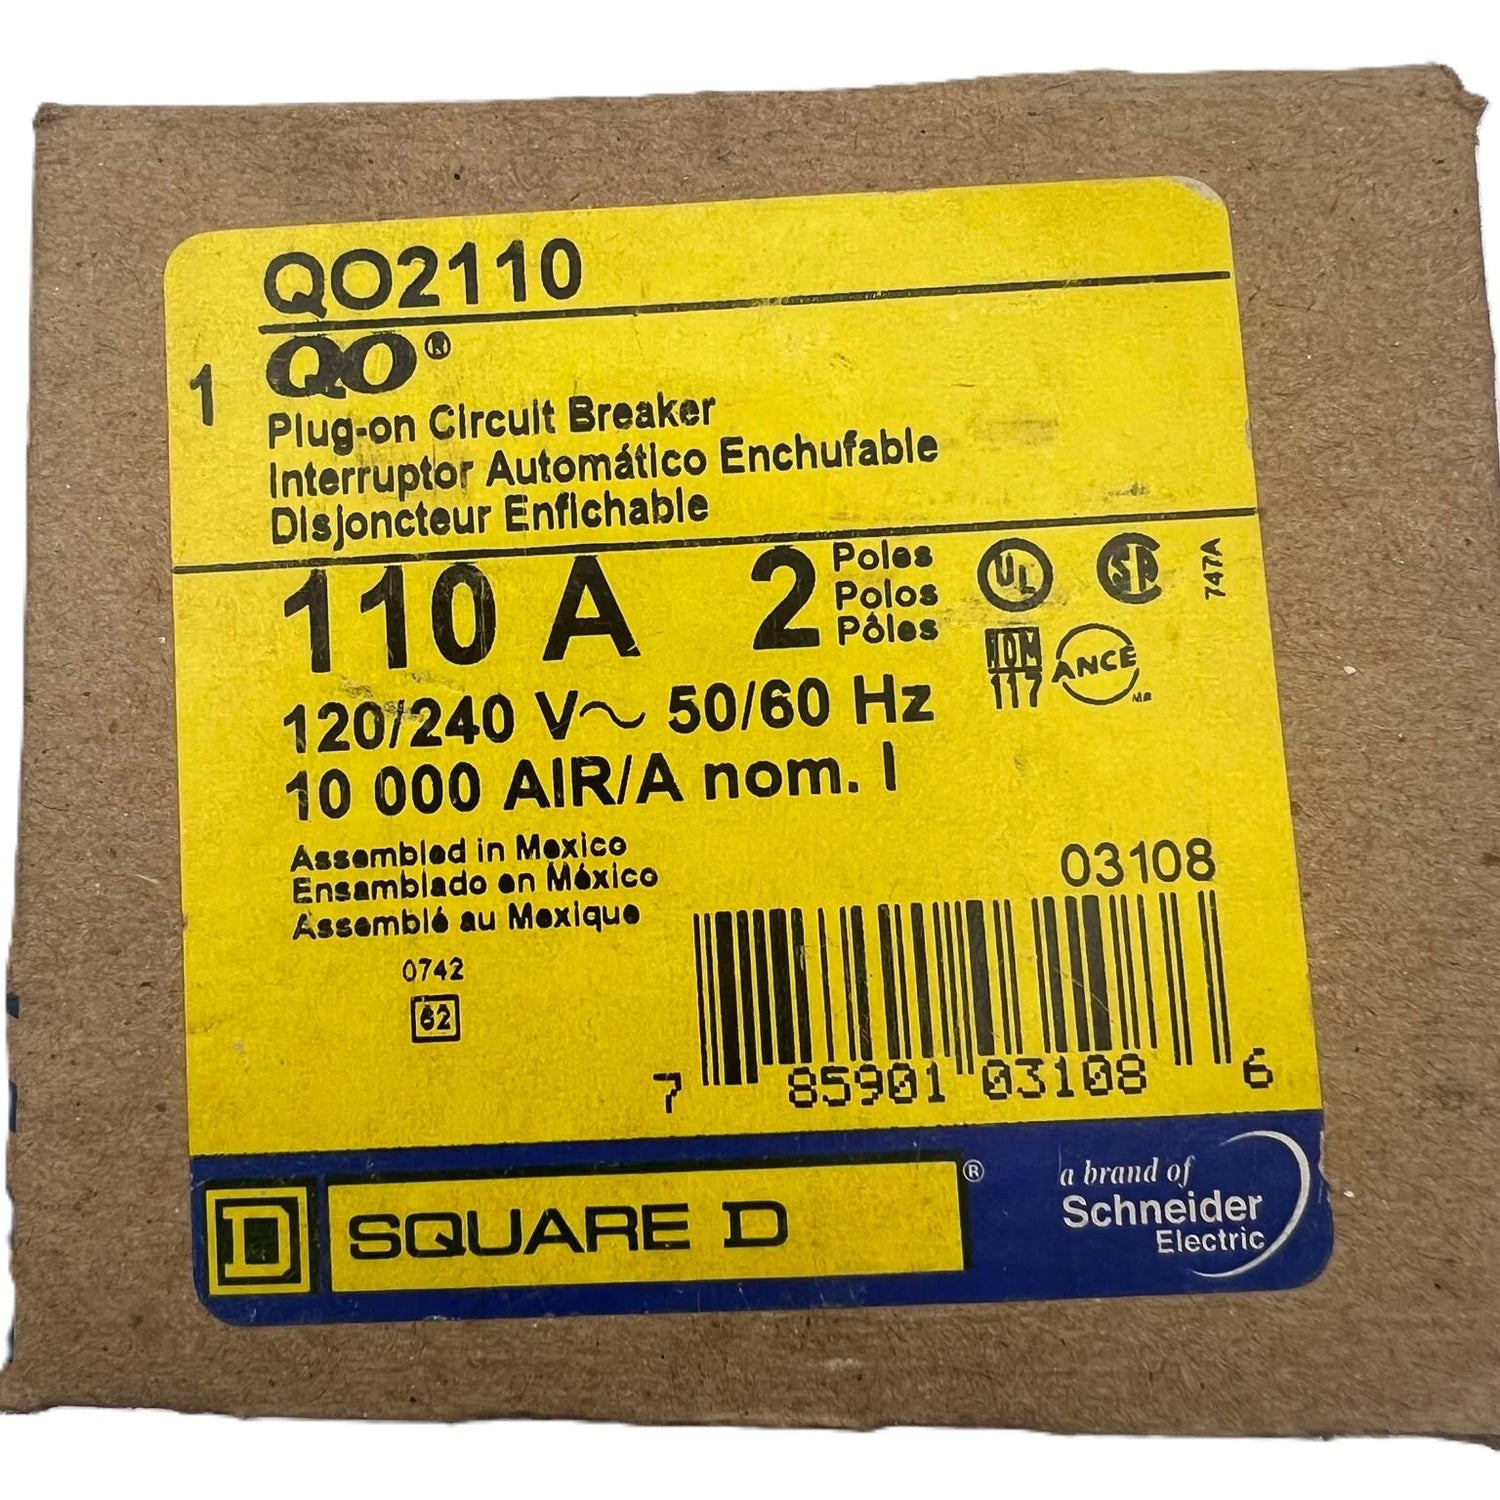 QO2110
1
QO®
Plug-on Circuit Breaker
Interruptor Automático Enchufable
Disjoncteur Enfichable
110 A 2 Poles
Polos
Pôles
UL
SA
747A
117
ANCE
120/240 V~ 50/60 Hz
10 000 AIR/A nom. I
Assembled in Mexico
Ensamblado en México
Assemblé au Mexique
0742
62
03108
7 85901 03108 6
D SQUARE D ®
a brand of
Schneider
Electric